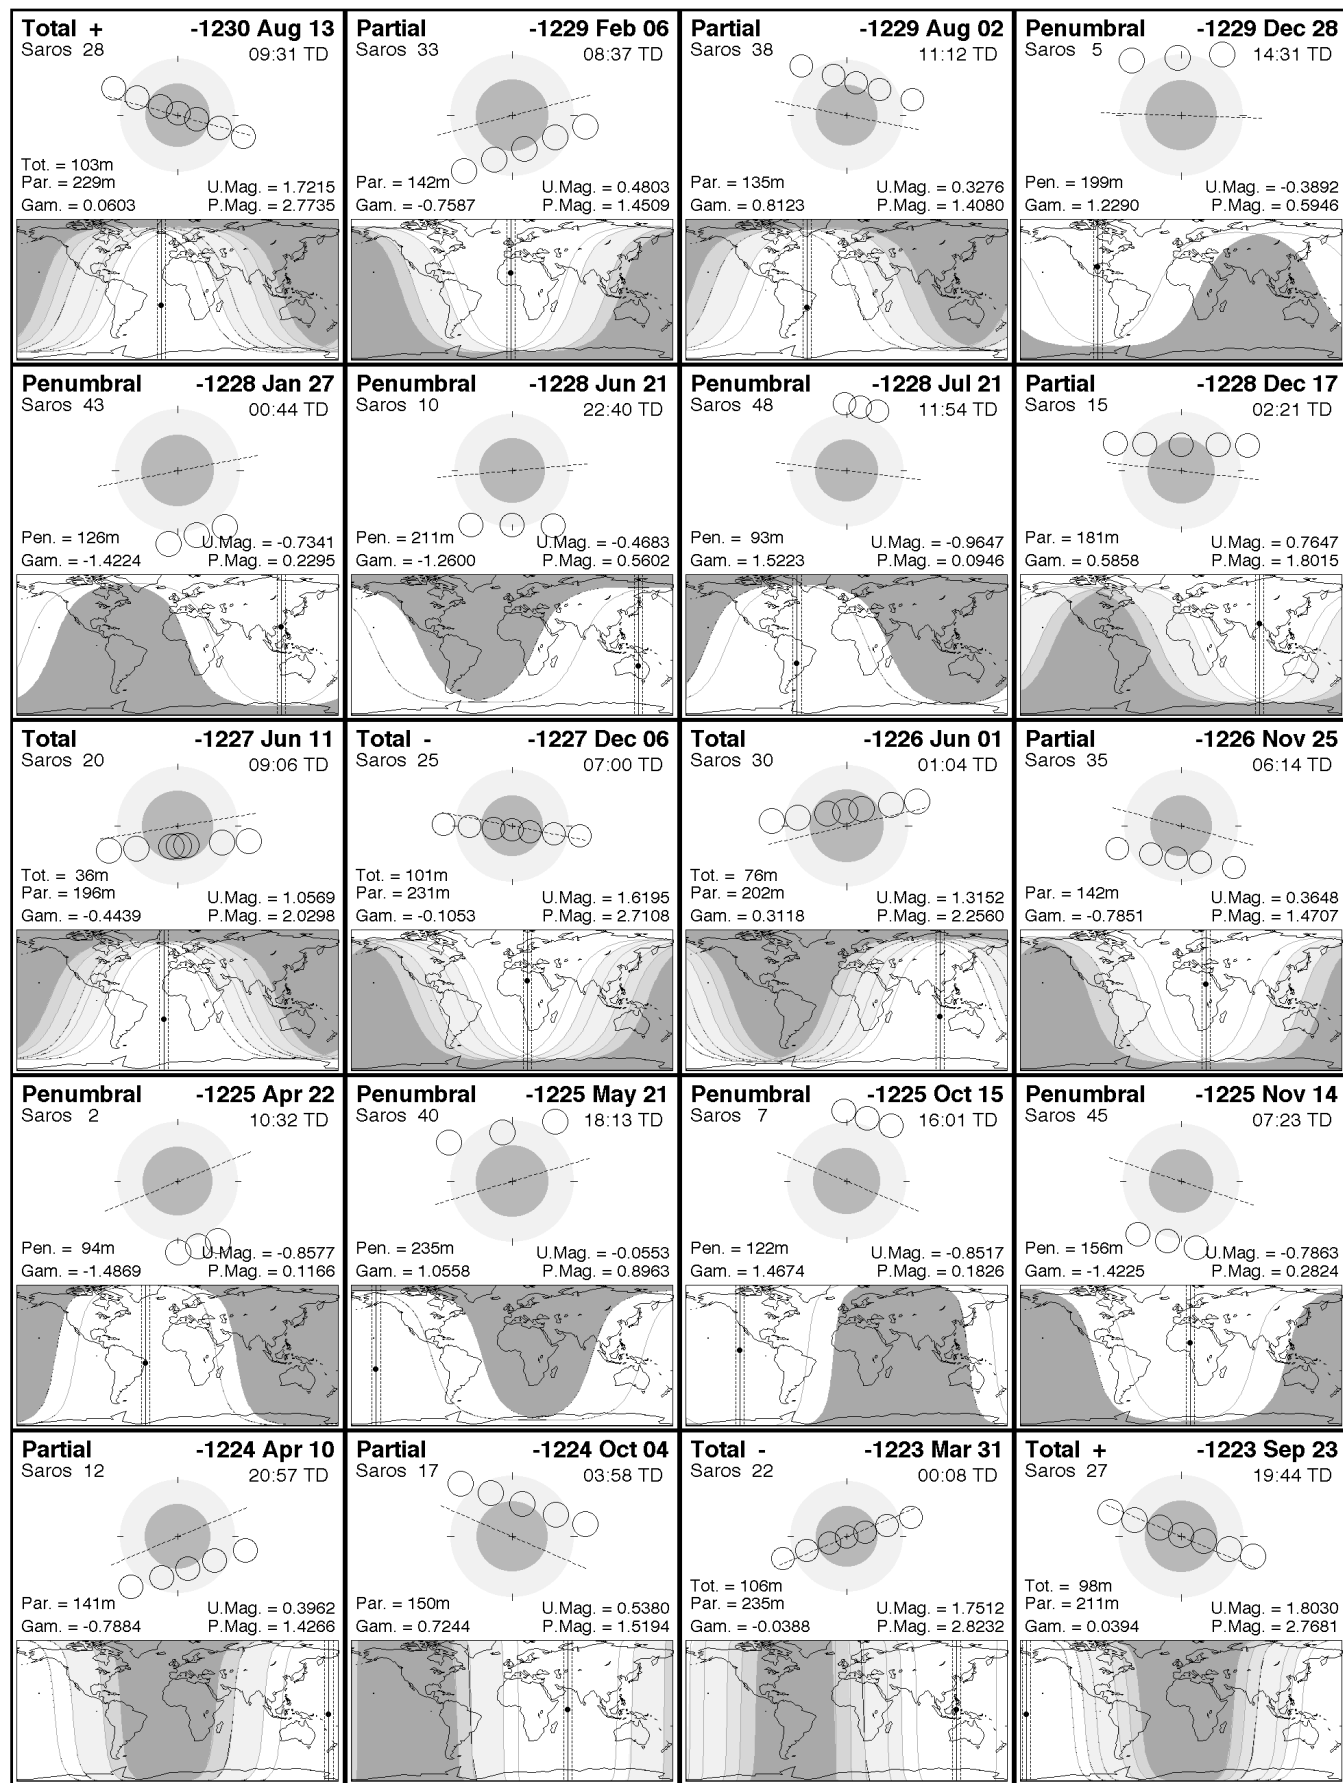 Total + -1230 Aug 13
Saros 28 09:31 TD
Tot. = 103m
Par. = 229m U.Mag. = 1.7215
Gam. = 0.0603 P.Mag. = 2.7735
Partial -1229 Feb 06
Saros 33 08:37 TD
Par. = 142m U.Mag. = 0.4803
Gam. = -0.7587 P.Mag. = 1.4509
Partial -1229 Aug 02
Saros 38 11:12 TD
Par. = 135m U.Mag. = 0.3276
Gam. = 0.8123 P.Mag. = 1.4080
Penumbral -1229 Dec 28
Saros 5 14:31 TD
Pen. = 199m U.Mag. = -0.3892
Gam. = 1.2290 P.Mag. = 0.5946
Penumbral -1228 Jan 27
Saros 43 00:44 TD
Pen. = 126m U.Mag. = -0.7341
Gam. = -1.4224 P.Mag. = 0.2295
Penumbral -1228 Jun 21
Saros 10 22:40 TD
Pen. = 211m U.Mag. = -0.4683
Gam. = -1.2600 P.Mag. = 0.5602
Penumbral -1228 Jul 21
Saros 48 11:54 TD
Pen. = 93m U.Mag. = -0.9647
Gam. = 1.5223 P.Mag. = 0.0946
Partial -1228 Dec 17
Saros 15 02:21 TD
Par. = 181m U.Mag. = 0.7647
Gam. = 0.5858 P.Mag. = 1.8015
Total -1227 Jun 11
Saros 20 09:06 TD
Tot. = 36m
Par. = 196m U.Mag. = 1.0569
Gam. = -0.4439 P.Mag. = 2.0298
Total - -1227 Dec 06
Saros 25 07:00 TD
Tot. = 101m
Par. = 231m U.Mag. = 1.6195
Gam. = -0.1053 P.Mag. = 2.7108
Total -1226 Jun 01
Saros 30 01:04 TD
Tot. = 76m
Par. = 202m U.Mag. = 1.3152
Gam. = 0.3118 P.Mag. = 2.2560
Partial -1226 Nov 25
Saros 35 06:14 TD
Par. = 142m U.Mag. = 0.3648
Gam. = -0.7851 P.Mag. = 1.4707
Penumbral -1225 Apr 22
Saros 2 10:32 TD
Pen. = 94m U.Mag. = -0.8577
Gam. = -1.4869 P.Mag. = 0.1166
Penumbral -1225 May 21
Saros 40 18:13 TD
Pen. = 235m U.Mag. = -0.0553
Gam. = 1.0558 P.Mag. = 0.8963
Penumbral -1225 Oct 15
Saros 7 16:01 TD
Pen. = 122m U.Mag. = -0.8517
Gam. = 1.4674 P.Mag. = 0.1826
Penumbral -1225 Nov 14
Saros 45 07:23 TD
Pen. = 156m U.Mag. = -0.7863
Gam. = -1.4225 P.Mag. = 0.2824
Partial -1224 Apr 10
Saros 12 20:57 TD
Par. = 141m U.Mag. = 0.3962
Gam. = -0.7884 P.Mag. = 1.4266
Partial -1224 Oct 04
Saros 17 03:58 TD
Par. = 150m U.Mag. = 0.5380
Gam. = 0.7244 P.Mag. = 1.5194
Total - -1223 Mar 31
Saros 22 00:08 TD
Tot. = 106m
Par. = 235m U.Mag. = 1.7512
Gam. = -0.0388 P.Mag. = 2.8232
Total + -1223 Sep 23
Saros 27 19:44 TD
Tot. = 98m
Par. = 211m U.Mag. = 1.8030
Gam. = 0.0394 P.Mag. = 2.7681